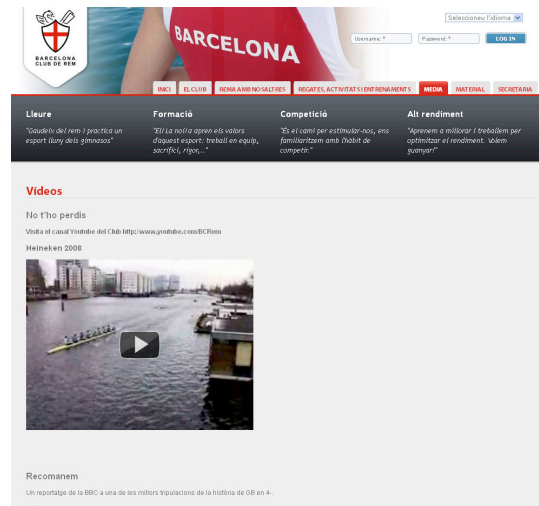 BARCELONA
CLUB DE REM
BARCELONA
Seleccioneu l'idioma
Username: *
Password: *
LOG IN
INICI
EL CLUB
REMA AMB NOSALTRES
REGATES, ACTIVITATS I ENTRENAMENTS
MEDIA
MATERIAL
SECRETARIA
Lleure
"Gaudeix del rem i practica un
esport lluny dels gimnasos"
Formació
"Ell La noi i a apren els valors
d'aquest esport: treball en equip,
sacrifici, rigor,.."
Competició
"És el camí per estimular-nos, ens
familiaritzem amb l'hàbit de
competir."
Alt rendiment
"Aprenem a millorar i treballem per
optimitzar el rendiment. Volem
guanyar!"
Vídeos
No t'ho perdis
Visita el canal Youtube del Club http://www.youtube.com/BCRem
Heineken 2008
Recomanem
Un reportatge de la BBC a una de les millors tripulacions de la història de GB en 4-.